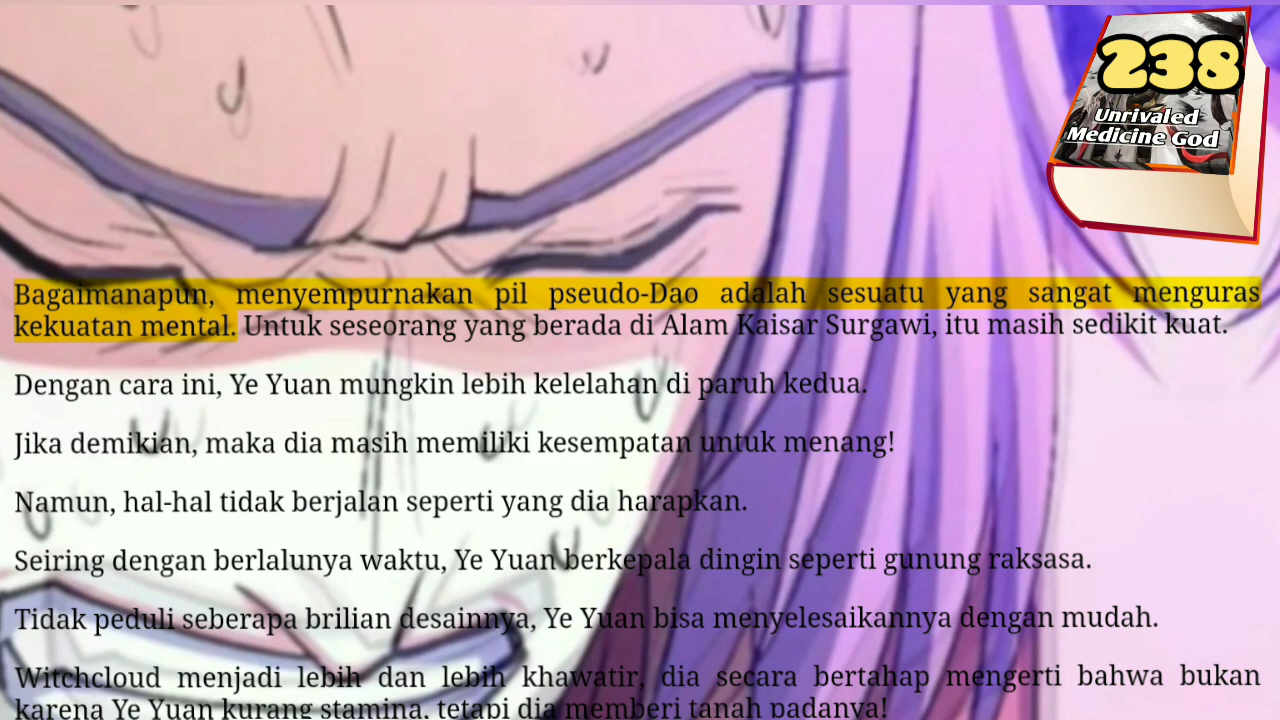 238
Unrivaled
Medicine God
Bagaimanapun, menyempurnakan pil pseudo-Dao adalah sesuatu yang sangat menguras
kekuatan mental. Untuk seseorang yang berada di Alam Kaisar Surgawi, itu masih sedikit kuat.
Dengan cara ini, Ye Yuan mungkin lebih kelelahan di paruh kedua.
Jika demikian, maka dia masih memiliki kesempatan untuk menang!
Namun, hal-hal tidak berjalan seperti yang dia harapkan.
Seiring dengan berlalunya waktu, Ye Yuan berkepala dingin seperti gunung raksasa.
Tidak peduli seberapa brilian desainnya, Ye Yuan bisa menyelesaikannya dengan mudah.
Witchcloud menjadi lebih dan lebih khawatir, dia secara bertahap mengerti bahwa bukan
karena Ye Yuan kurang stamina, tetapi dia memberi tanah padanya!